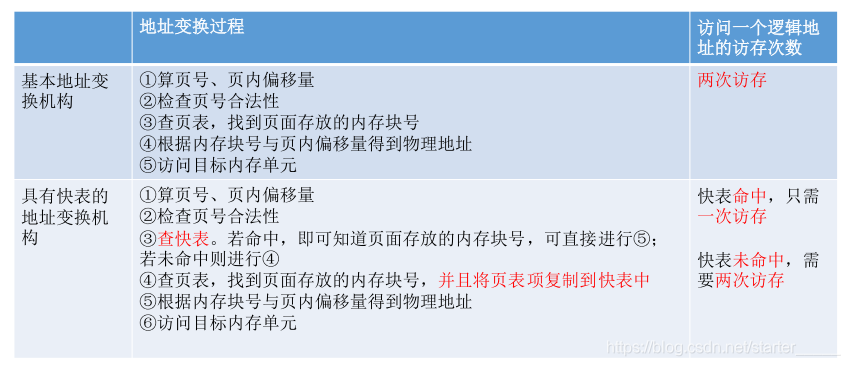 地址变换过程
访问一个逻辑地
址的访存次数
基本地址变
换机构
①算页号、页内偏移量
②检查页号合法性
③查页表，找到页面存放的内存块号
④根据内存块号与页内偏移量得到物理地址
⑤访问目标内存单元
两次访存
具有快表的
地址变换机
构
①算页号、页内偏移量
②检查页号合法性
③查快表。若命中，即可知道页面存放的内存块号，可直接进行⑤；
若未命中则进行④
④查页表，找到页面存放的内存块号，并且将页表项复制到快表中
⑤根据内存块号与页内偏移量得到物理地址
⑥访问目标内存单元
快表命中，只需
一次访存
快表未命中，需
要两次访存
https://blog.csdn.net/starter______